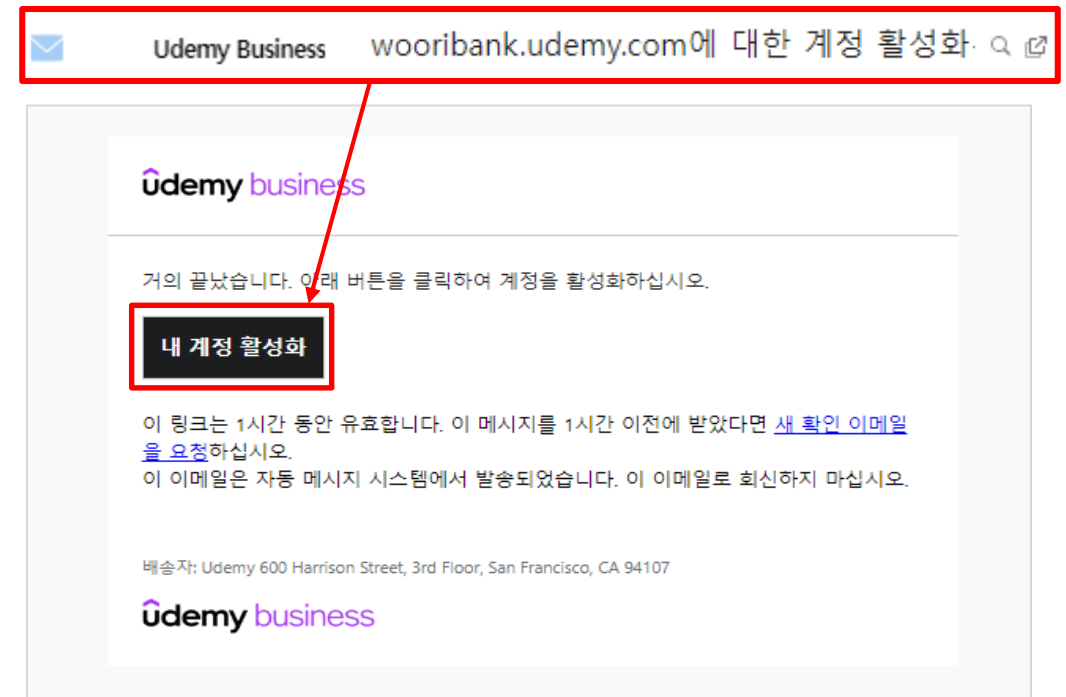 Udemy Business wooribank.udemy.com에 대한 계정 활성화
ûdemy business
거의 끝났습니다. 아래 버튼을 클릭하여 계정을 활성화하십시오.
내 계정 활성화
이 링크는 1시간 동안 유효합니다. 이 메시지를 1시간 이전에 받았다면 새 확인 이메일
을 요청하십시오.
이 이메일은 자동 메시지 시스템에서 발송되었습니다. 이 이메일로 회신하지 마십시오.
배송자: Udemy 600 Harrison Street, 3rd Floor, San Francisco, CA 94107
ûdemy business